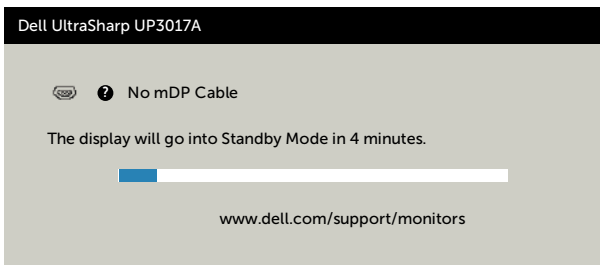 Dell UltraSharp UP3017A
? No mDP Cable
The display will go into Standby Mode in 4 minutes.
www.dell.com/support/monitors